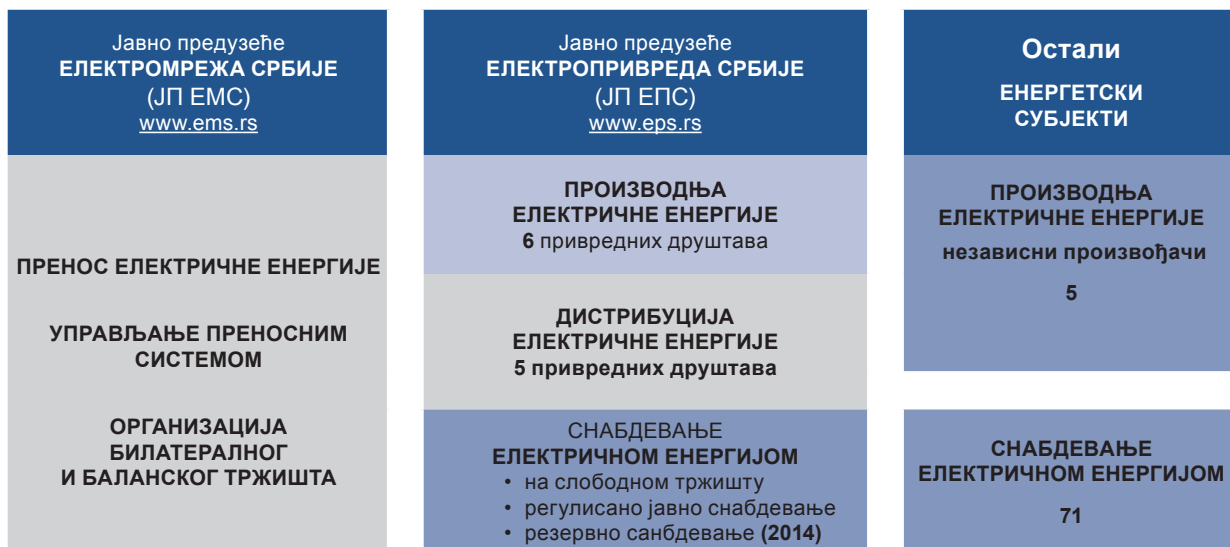 Јавно предузеће
ЕЛЕКТРОМРЕЖА СРБИЈЕ
(ЈП ЕМС)
www.ems.rs
ПРЕНОС ЕЛЕКТРИЧНЕ ЕНЕРГИЈЕ
УПРАВЉАЊЕ ПРЕНОСНИМ
СИСТЕМОМ
ОРГАНИЗАЦИЈА
БИЛАТЕРАЛНОГ
И БАЛАНСКОГ ТРЖИШТА
Јавно предузеће
ЕЛЕКТРОПРИВРЕДА СРБИЈЕ
(ЈП ЕПС)
www.eps.rs
ПРОИЗВОДЊА
ЕЛЕКТРИЧНЕ ЕНЕРГИЈЕ
6 привредних друштава
ДИСТРИБУЦИЈА
ЕЛЕКТРИЧНЕ ЕНЕРГИЈЕ
5 привредних друштава
СНАБДЕВАЊЕ
ЕЛЕКТРИЧНОМ ЕНЕРГИЈОМ
• на слободном тржишту
• регулисано јавно снабдевање
• резервно санбдевање (2014)
Остали
ЕНЕРГЕТСКИ
СУБЈЕКТИ
ПРОИЗВОДЊА
ЕЛЕКТРИЧНЕ ЕНЕРГИЈЕ
независни произвођачи
5
СНАБДЕВАЊЕ
ЕЛЕКТРИЧНОМ ЕНЕРГИЈОМ
71